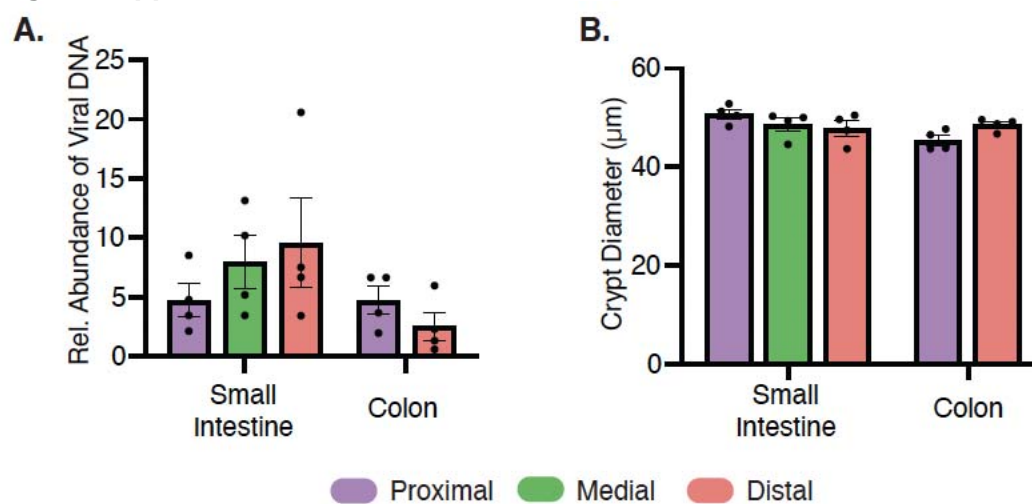 A.
Rel. Abundance of Viral DNA
25
20
15
10
5
0
Small
Intestine
Colon
B.
Crypt Diameter (µm)
60
40
20
0
Small
Intestine
Colon
Proximal
Medial
Distal